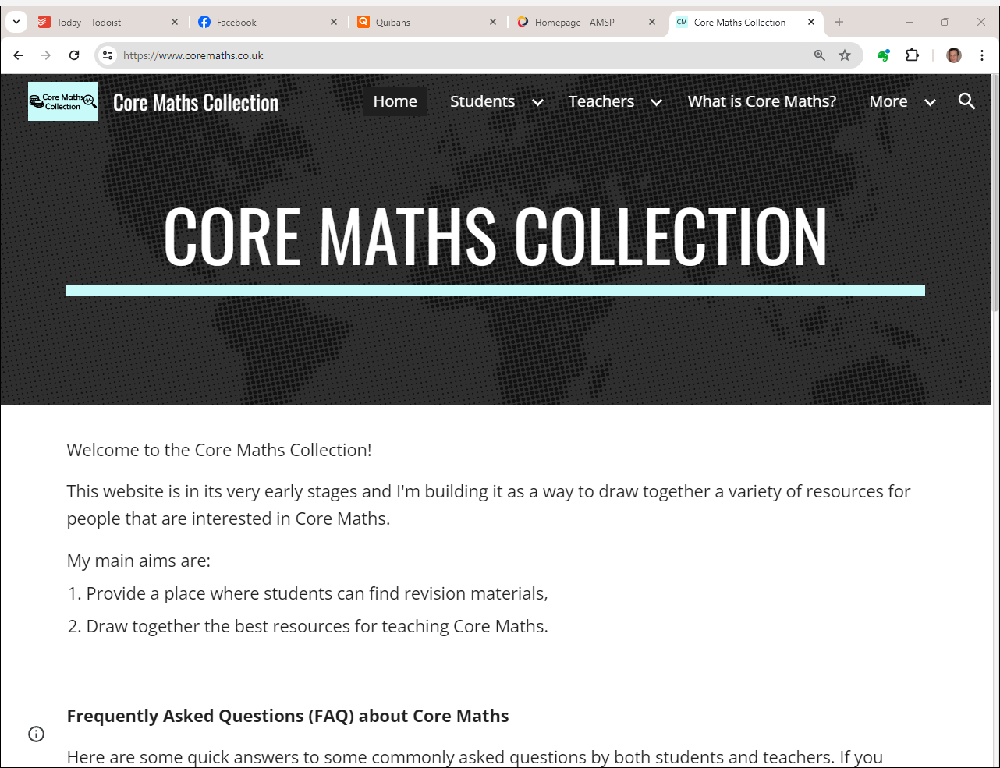 Today – Todoist
Facebook
Quibans
Homepage - AMSP
CM Core Maths Collection
https://www.coremaths.co.uk
Core Maths
Collection
Core Maths Collection
Home
Students
Teachers
What is Core Maths?
More
CORE MATHS COLLECTION
Welcome to the Core Maths Collection!
This website is in its very early stages and I'm building it as a way to draw together a variety of resources for
people that are interested in Core Maths.
My main aims are:
1. Provide a place where students can find revision materials,
2. Draw together the best resources for teaching Core Maths.
Frequently Asked Questions (FAQ) about Core Maths
Here are some quick answers to some commonly asked questions by both students and teachers. If you